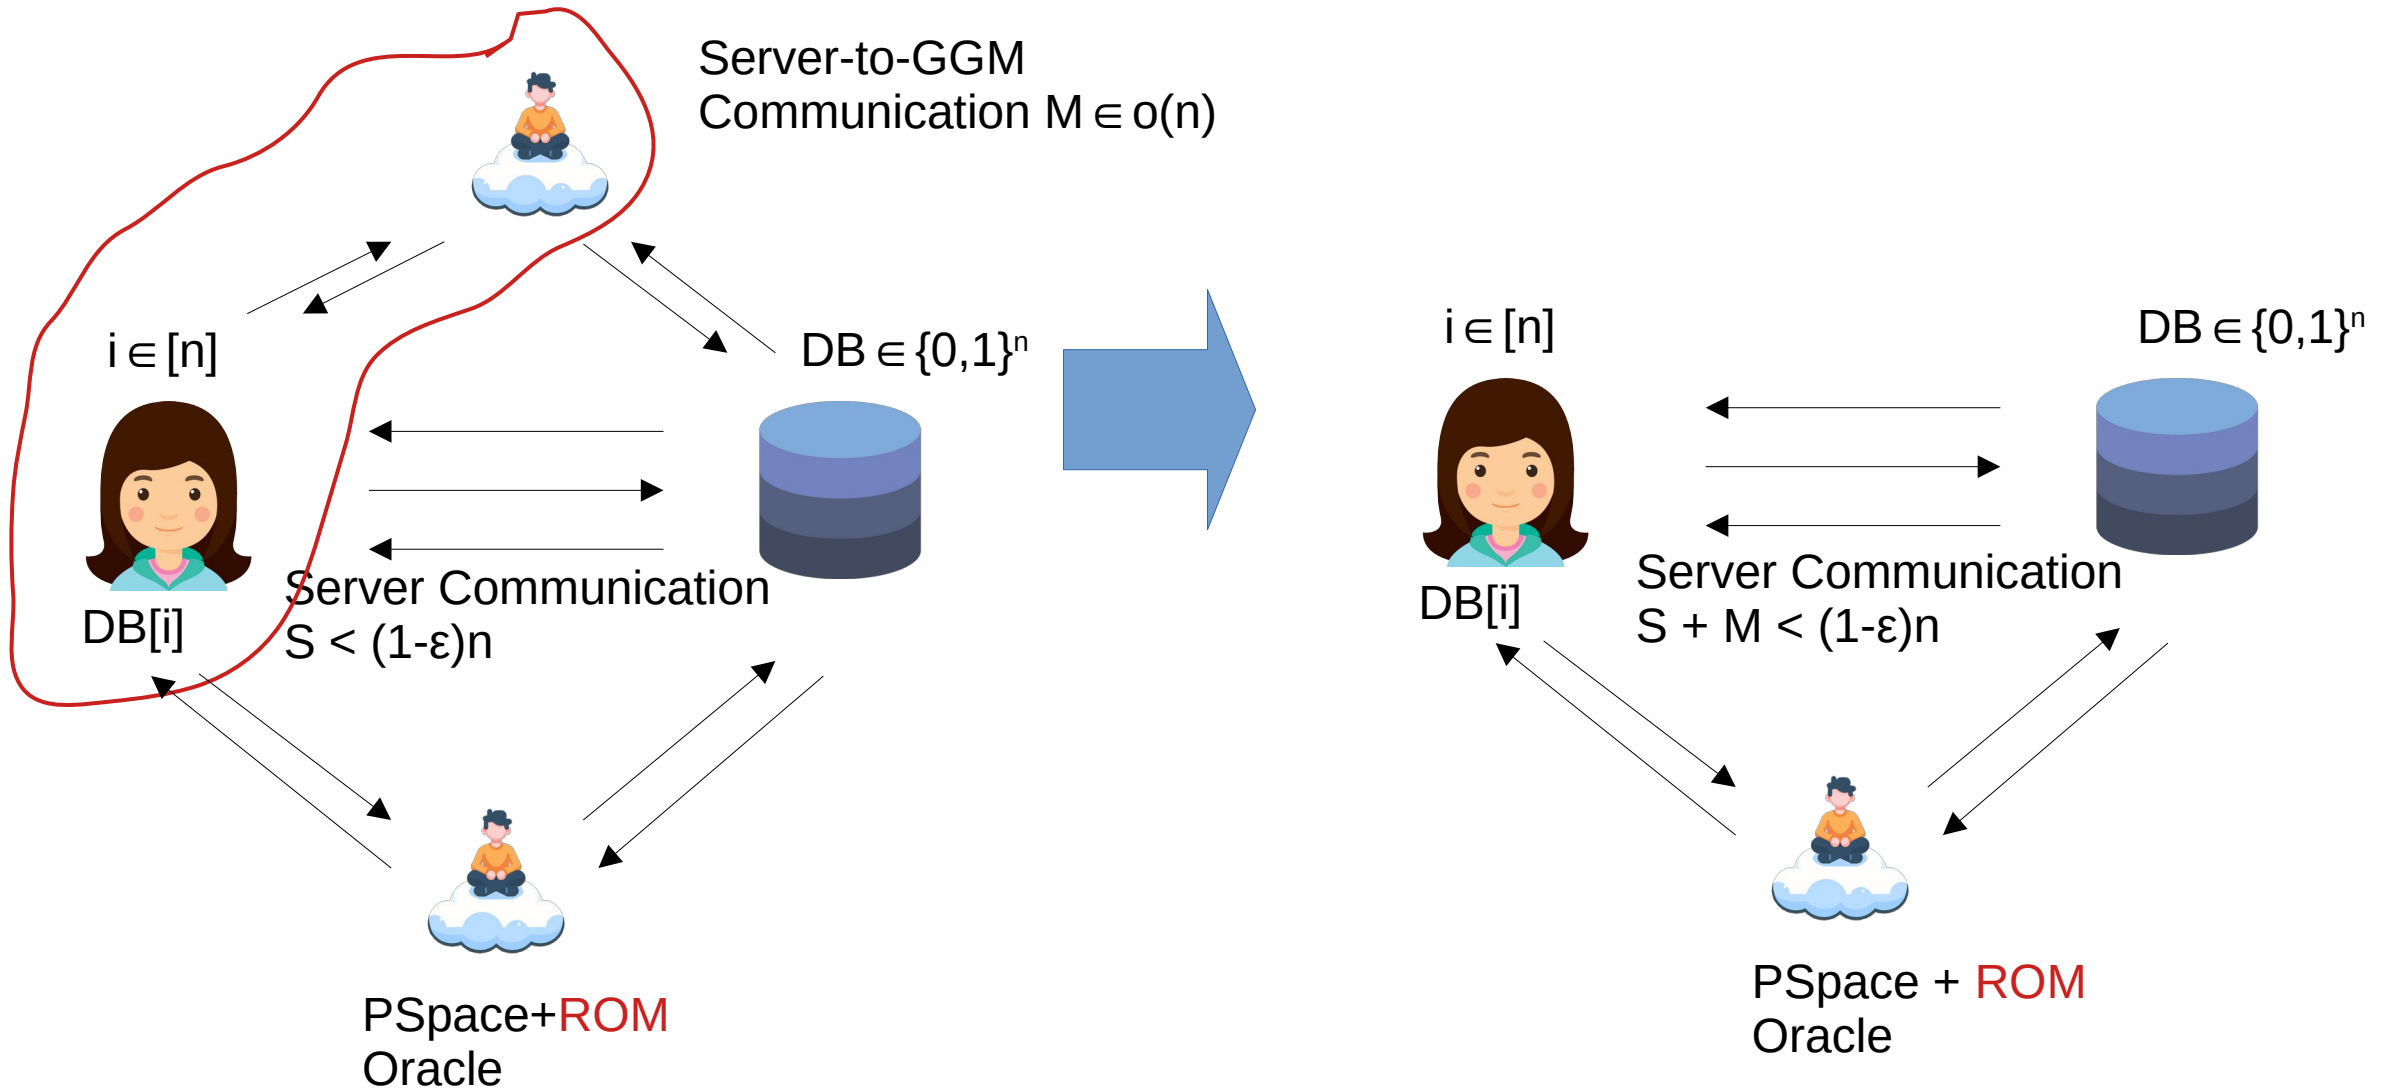 Server-to-GGM
Communication M ∈ o(n)
i ∈ [n]
DB ∈ {0,1}ⁿ
Server Communication
S < (1-ε)n
DB[i]
PSpace+ROM
Oracle
i ∈ [n]
DB ∈ {0,1}ⁿ
Server Communication
S + M < (1-ε)n
DB[i]
PSpace + ROM
Oracle